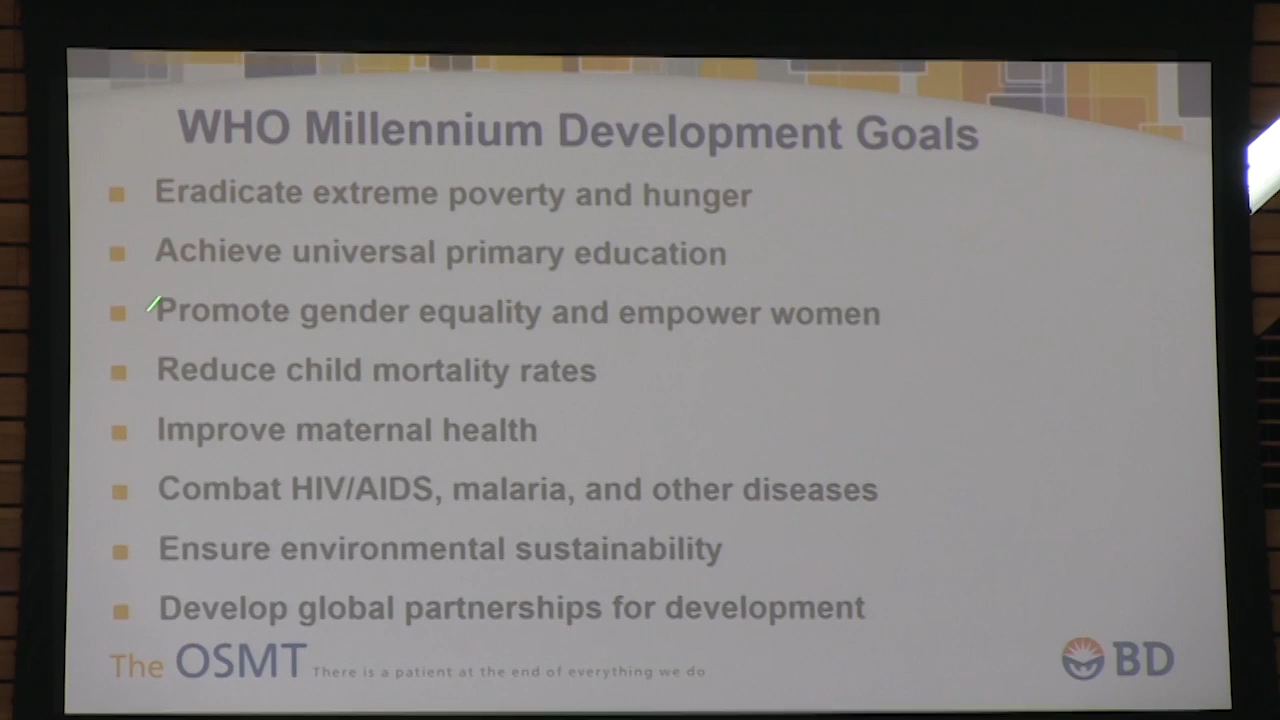 WHO Millennium Development Goals
Eradicate extreme poverty and hunger
Achieve universal primary education
Promote gender equality and empower women
Reduce child mortality rates
Improve maternal health
Combat HIV/AIDS, malaria, and other diseases
Ensure environmental sustainability
Develop global partnerships for development
The OSMT There is a patient at the end of everything we do
BD